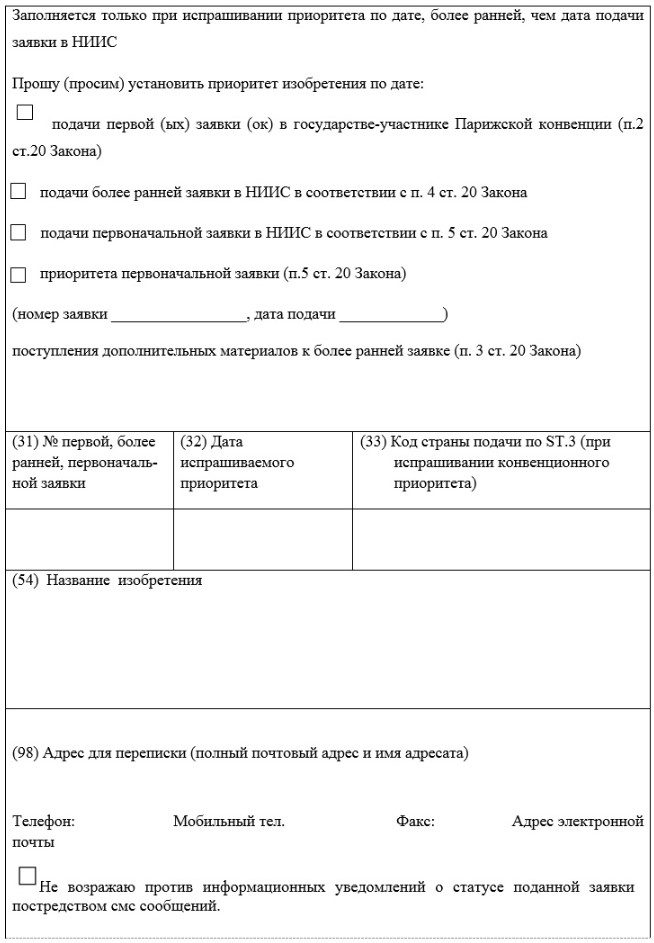 Заполняется только при испрашивании приоритета по дате, более ранней, чем дата подачи
заявки в НИИС
Прошу (просим) установить приоритет изобретения по дате:
подачи первой (ых) заявки (ок) в государстве-участнике Парижской конвенции (п.2
ст.20 Закона)
подачи более ранней заявки в НИИС в соответствии с п. 4 ст. 20 Закона
подачи первоначальной заявки в НИИС в соответствии с п. 5 ст. 20 Закона
приоритета первоначальной заявки (п.5 ст. 20 Закона)
(номер заявки __________________, дата подачи ______________)
поступления дополнительных материалов к более ранней заявке (п. 3 ст. 20 Закона)
(31) № первой, более
ранней, первоначаль-
ной заявки
(32) Дата
испрашиваемого
приоритета
(33) Код страны подачи по ST.3 (при
испрашивании конвенционного
приоритета)
(54) Название изобретения
(98) Адрес для переписки (полный почтовый адрес и имя адресата)
Телефон: Мобильный тел. Факс: Адрес электронной
почты
Не возражаю против информационных уведомлений о статусе поданной заявки
постредством смс сообщений.